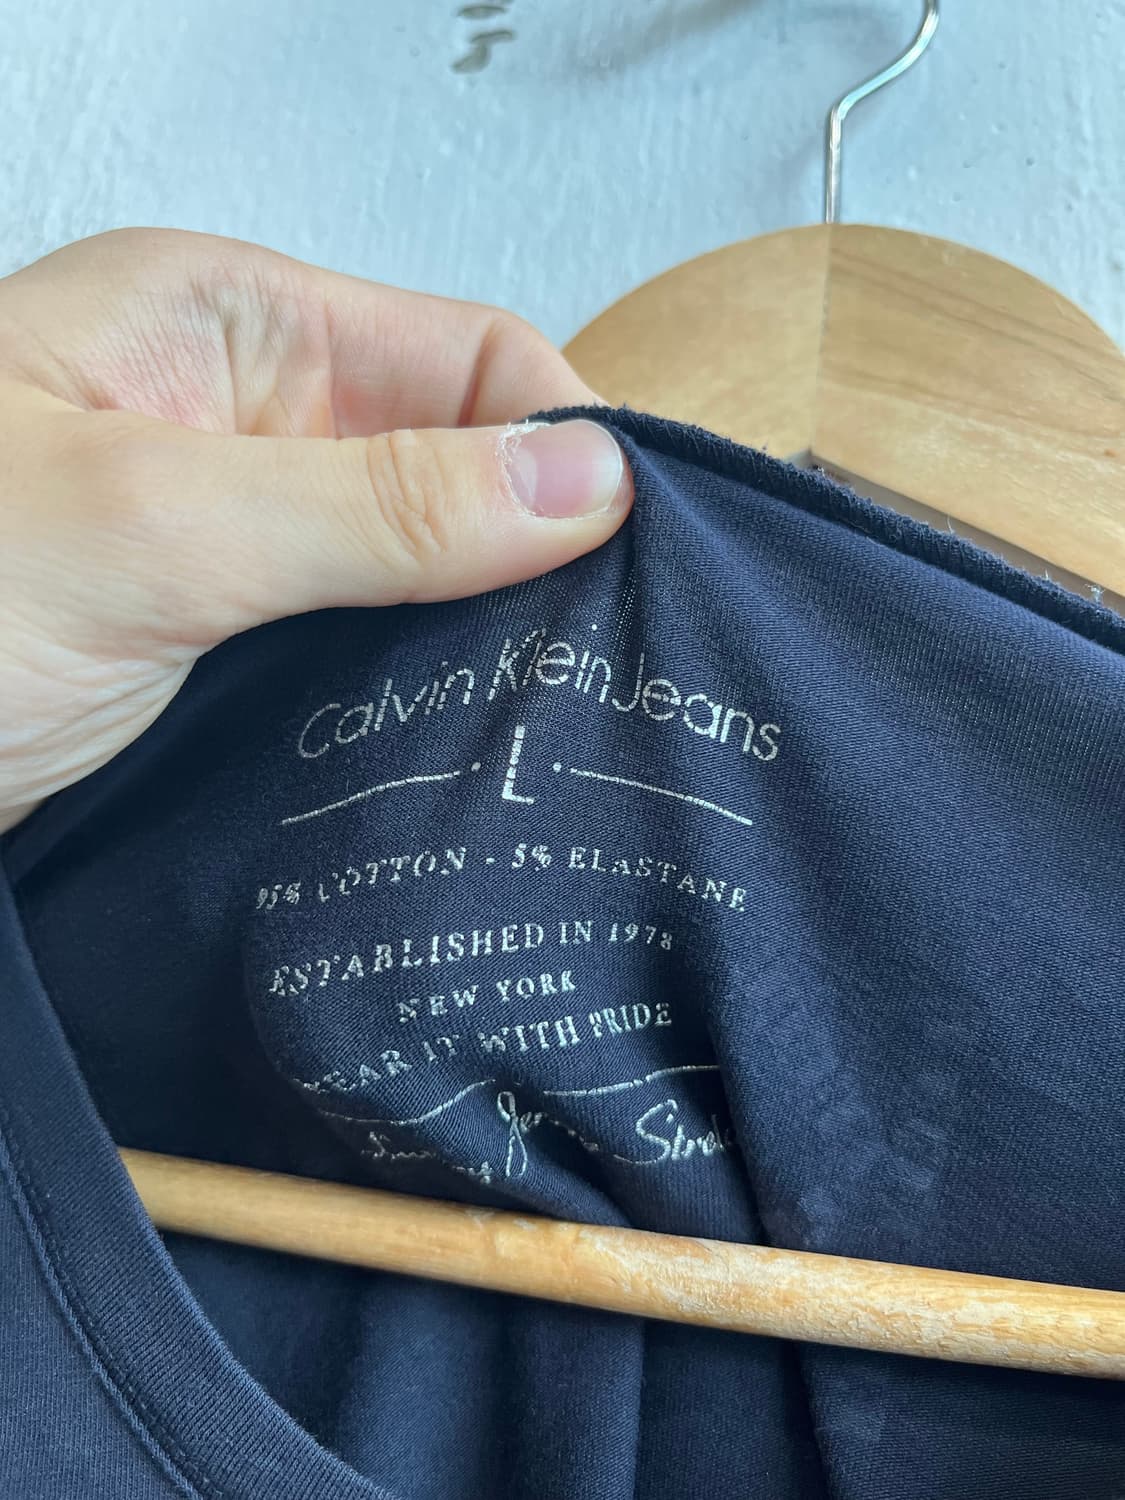 Calvin Klein Jeans
· L ·
95% COTTON - 5% ELASTANE
ESTABLISHED IN 1978
NEW YORK
WEAR IT WITH PRIDE